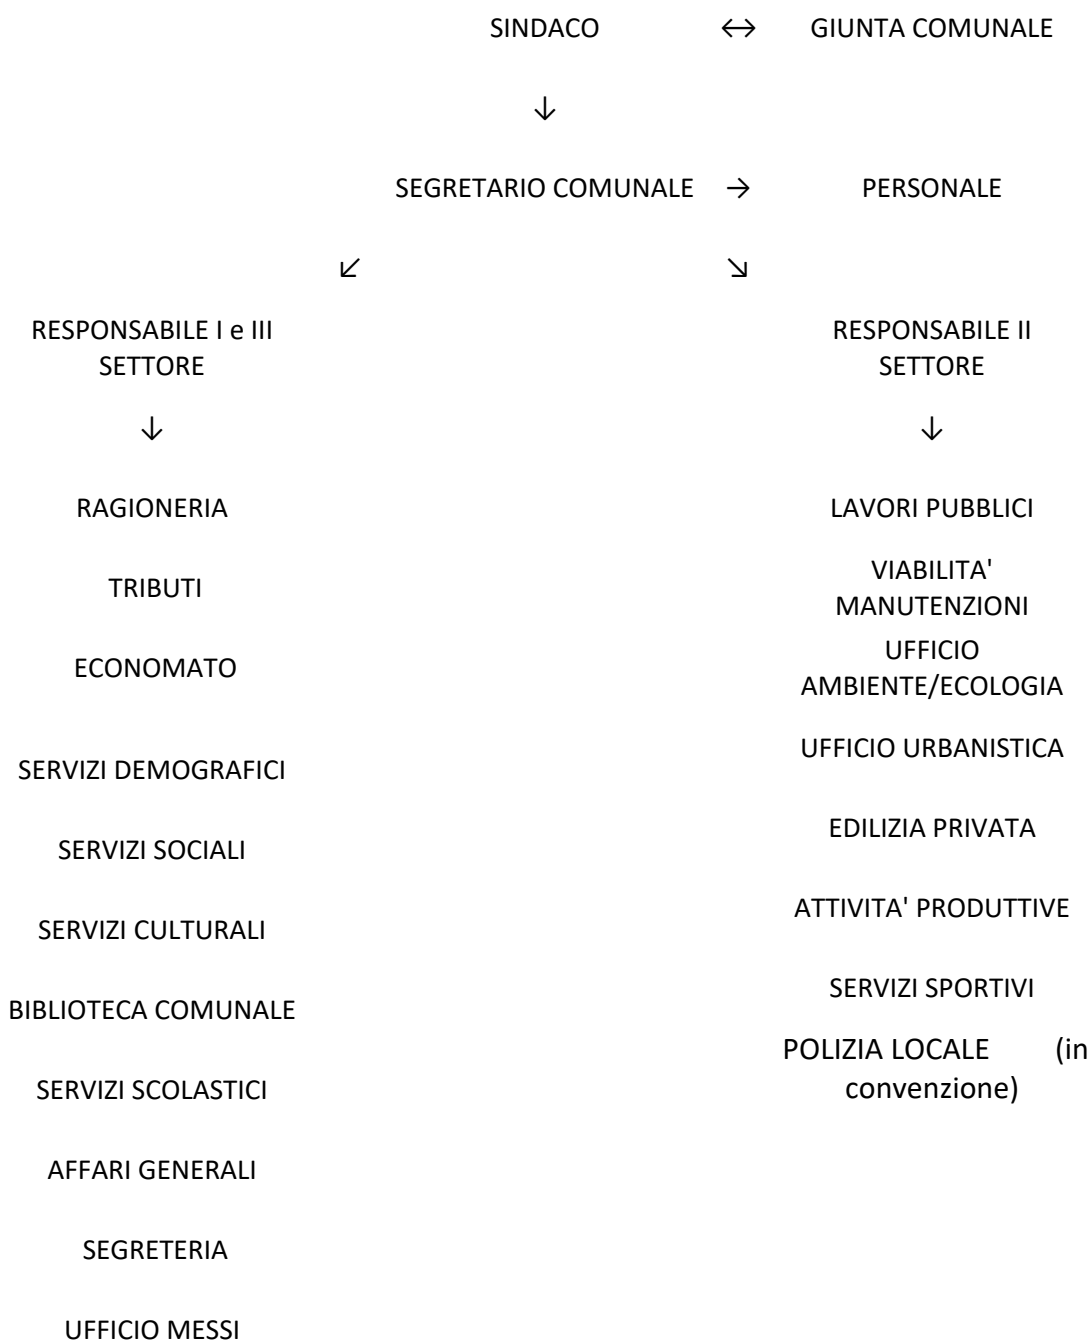 SINDACO ↔ GIUNTA COMUNALE
↓
SEGRETARIO COMUNALE → PERSONALE
↙ ↘
RESPONSABILE I e III
SETTORE
↓
RAGIONERIA
TRIBUTI
ECONOMATO
SERVIZI DEMOGRAFICI
SERVIZI SOCIALI
SERVIZI CULTURALI
BIBLIOTECA COMUNALE
SERVIZI SCOLASTICI
AFFARI GENERALI
SEGRETERIA
UFFICIO MESSI
RESPONSABILE II
SETTORE
↓
LAVORI PUBBLICI
VIABILITA'
MANUTENZIONI
UFFICIO
AMBIENTE/ECOLOGIA
UFFICIO URBANISTICA
EDILIZIA PRIVATA
ATTIVITA' PRODUTTIVE
SERVIZI SPORTIVI
POLIZIA LOCALE (in
convenzione)